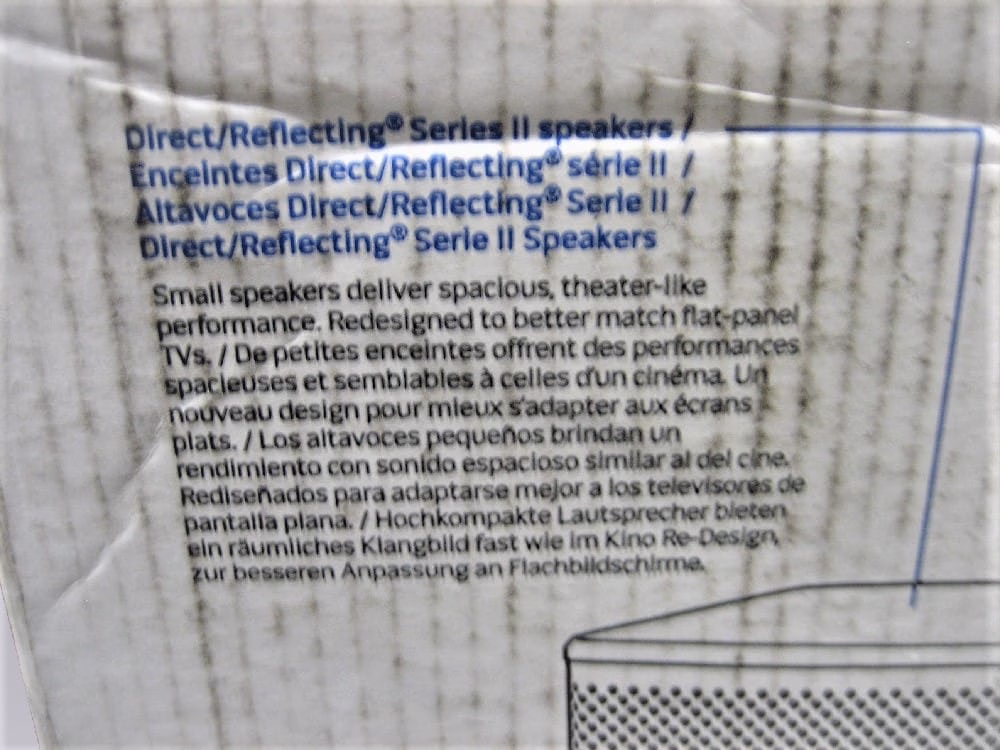 Direct/Reflecting® Series II speakers /
Enceintes Direct/Reflecting® série II /
Altavoces Direct/Reflecting® Serie II /
Direct/Reflecting® Serie II Speakers
Small speakers deliver spacious, theater-like
performance. Redesigned to better match flat-panel
TVs. / De petites enceintes offrent des performances
spacieuses et semblables à celles d'un cinéma. Un
nouveau design pour mieux s'adapter aux écrans
plats. / Los altavoces pequeños brindan un
rendimiento con sonido espacioso similar al del cine.
Rediseñados para adaptarse mejor a los televisores de
pantalla plana. / Hochkompakte Lautsprecher bieten
ein räumliches Klangbild fast wie im Kino Re-Design,
zur besseren Anpassung an Flachbildschirme.